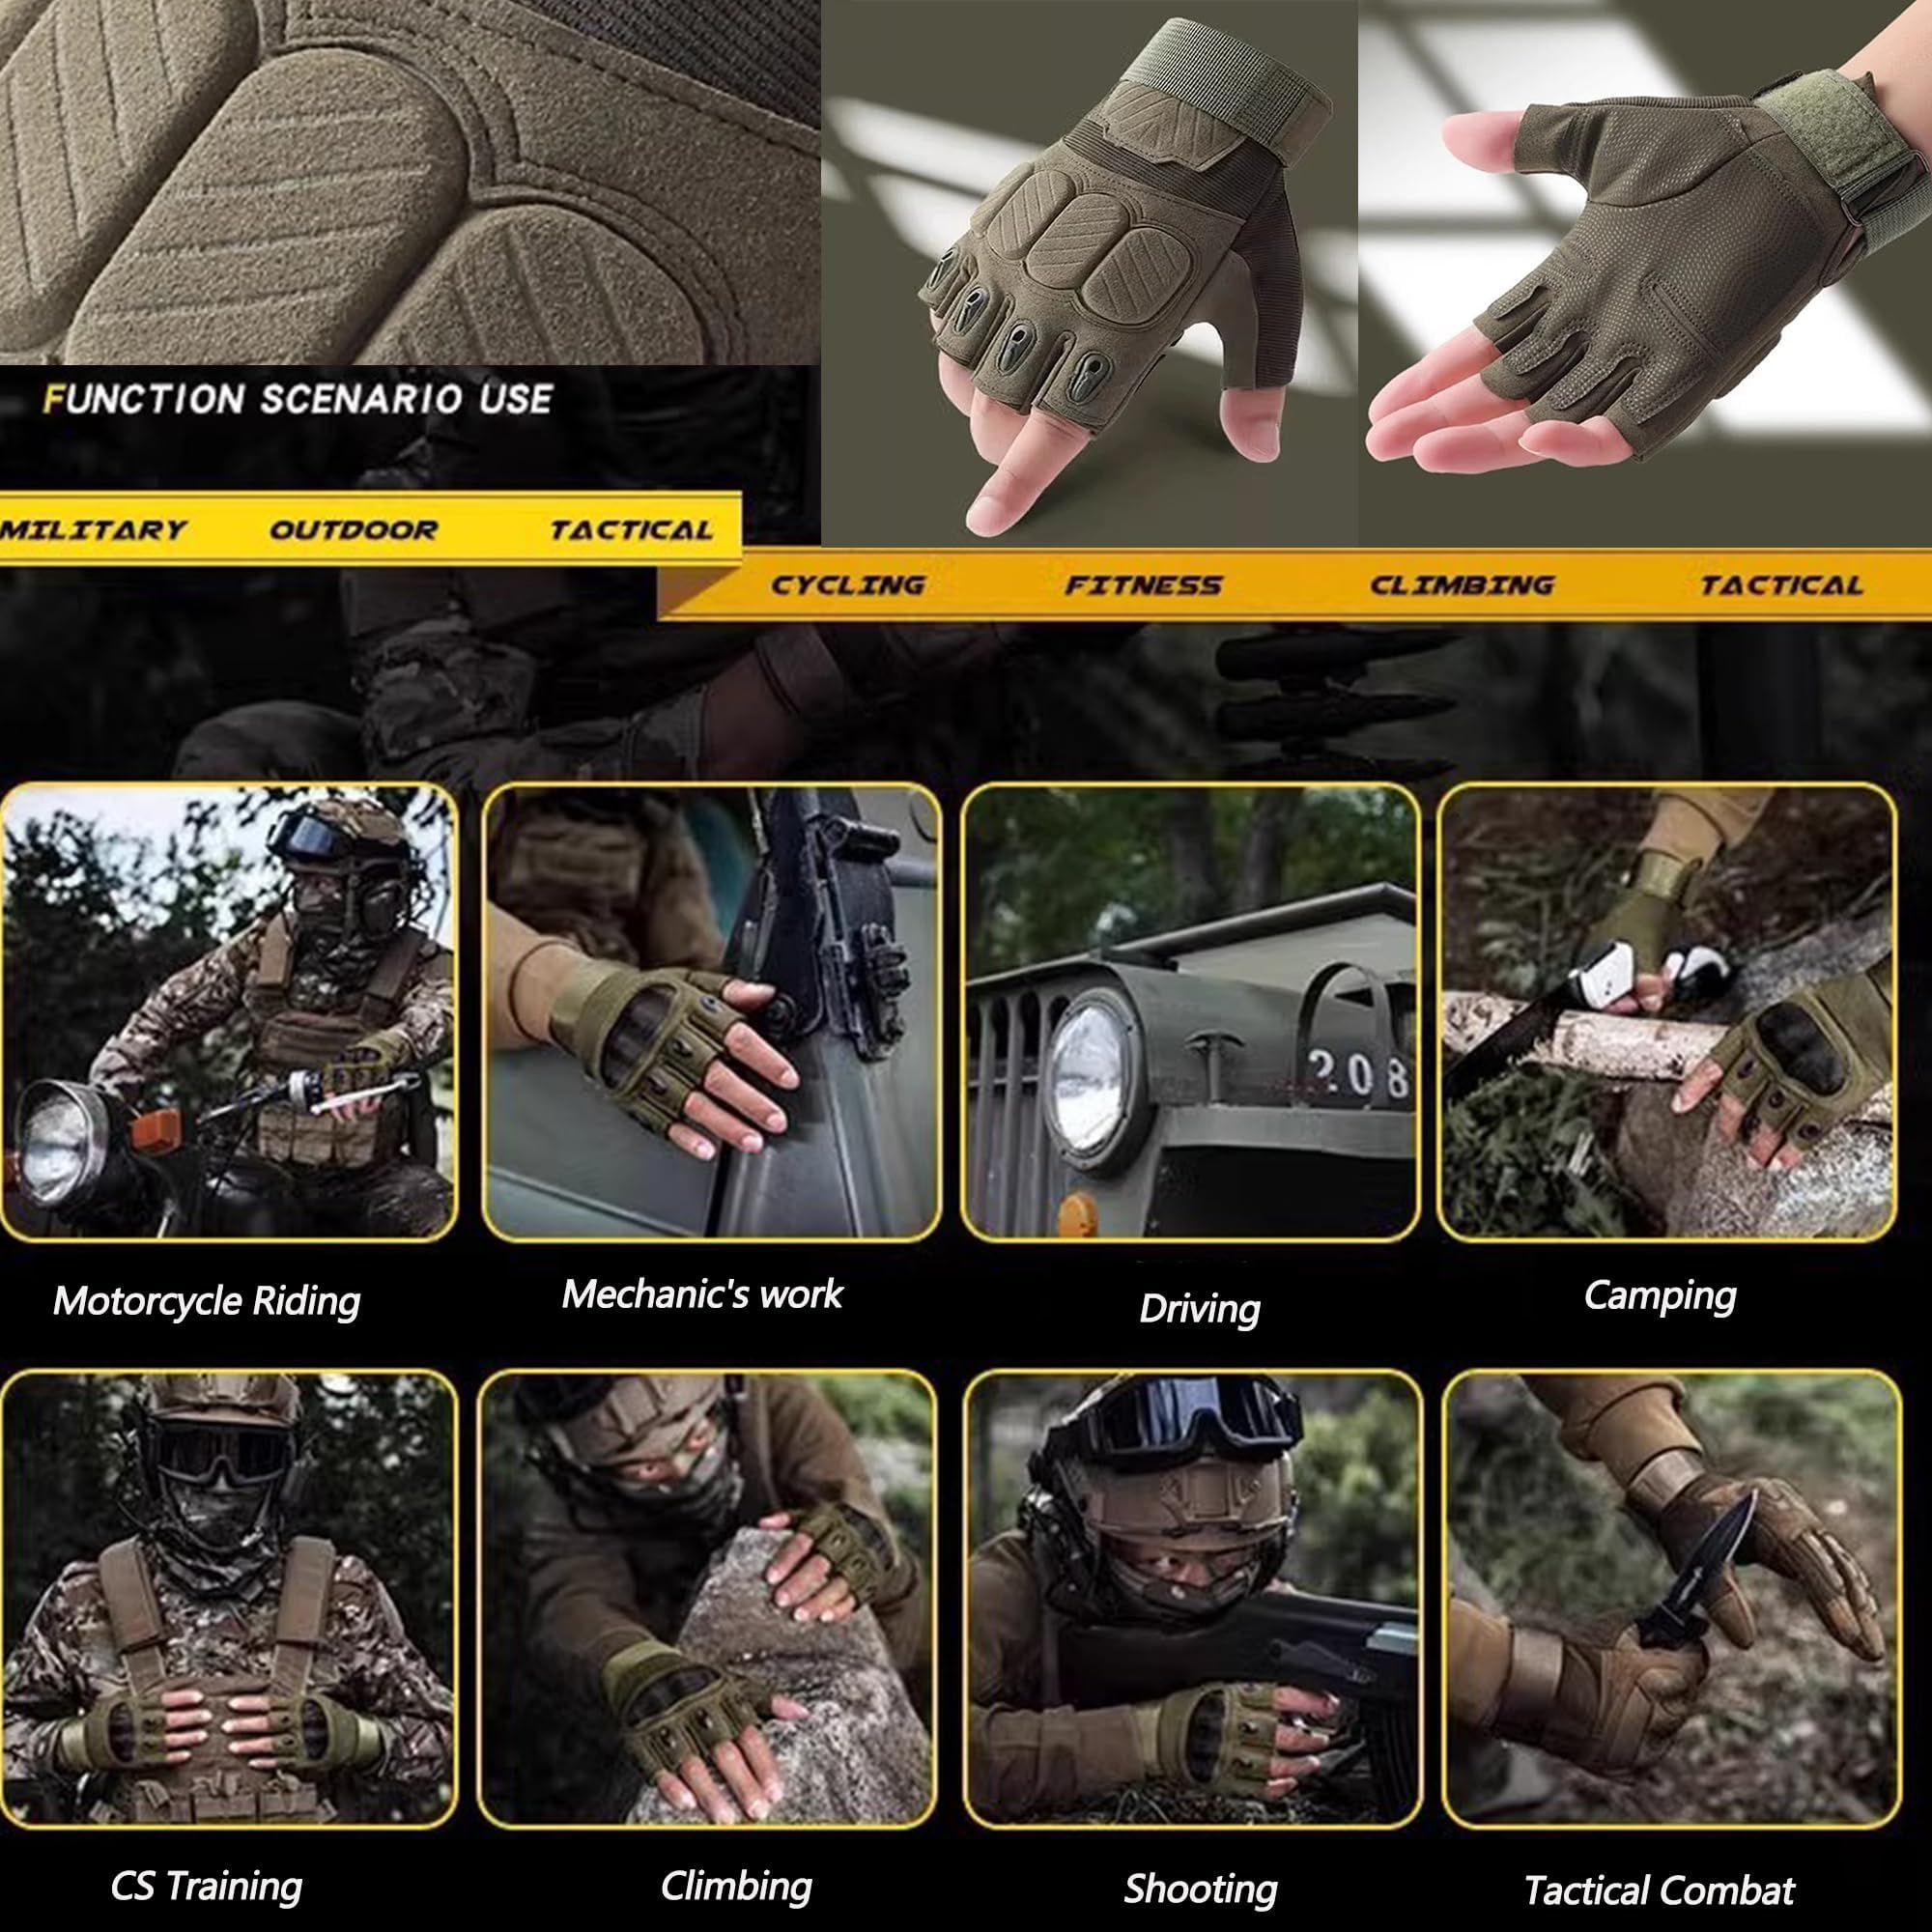 FUNCTION SCENARIO USE
MILITARY OUTDOOR TACTICAL
CYCLING FITNESS CLIMBING TACTICAL
208
Motorcycle Riding
Mechanic's work
Driving
Camping
CS Training
Climbing
Shooting
Tactical Combat